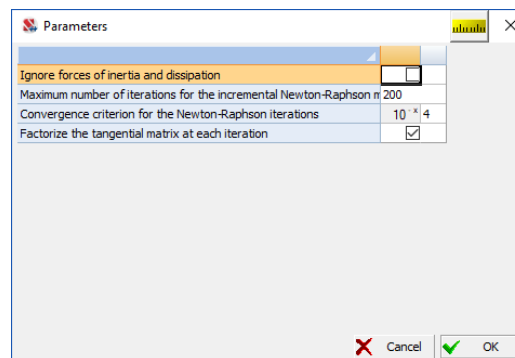 Parameters
Ignore forces of inertia and dissipation
Maximum number of iterations for the incremental Newton-Raphson m 200
Convergence criterion for the Newton-Raphson iterations 10 -x 4
Factorize the tangential matrix at each iteration
Cancel OK